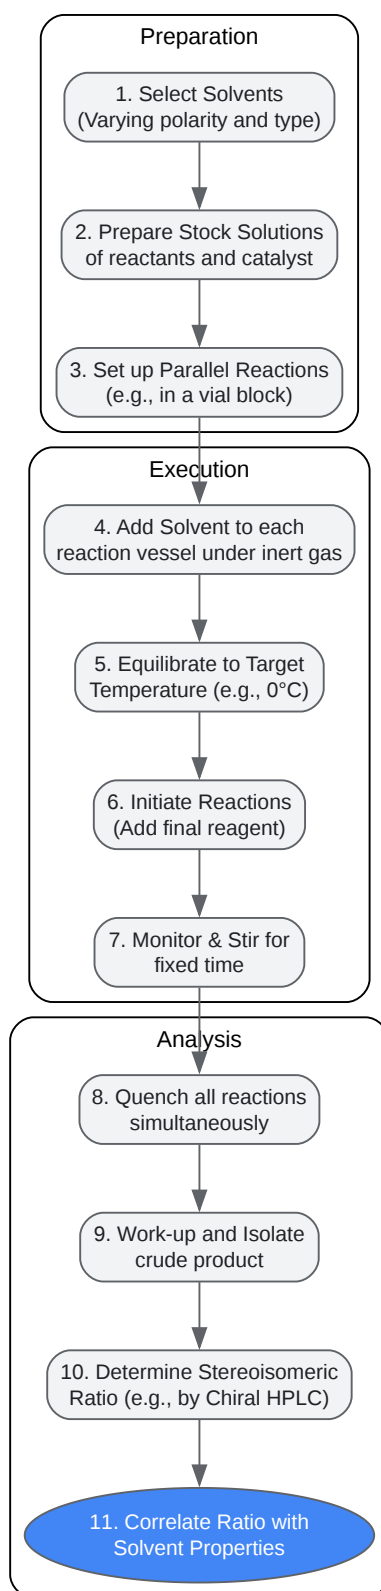 Preparation
1. Select Solvents
(Varying polarity and type)
2. Prepare Stock Solutions
of reactants and catalyst
3. Set up Parallel Reactions
(e.g., in a vial block)
Execution
4. Add Solvent to each
reaction vessel under inert gas
5. Equilibrate to Target
Temperature (e.g., 0°C)
6. Initiate Reactions
(Add final reagent)
7. Monitor & Stir for
fixed time
Analysis
8. Quench all reactions
simultaneously
9. Work-up and Isolate
crude product
10. Determine Stereoisomeric
Ratio (e.g., by Chiral HPLC)
11. Correlate Ratio with
Solvent Properties